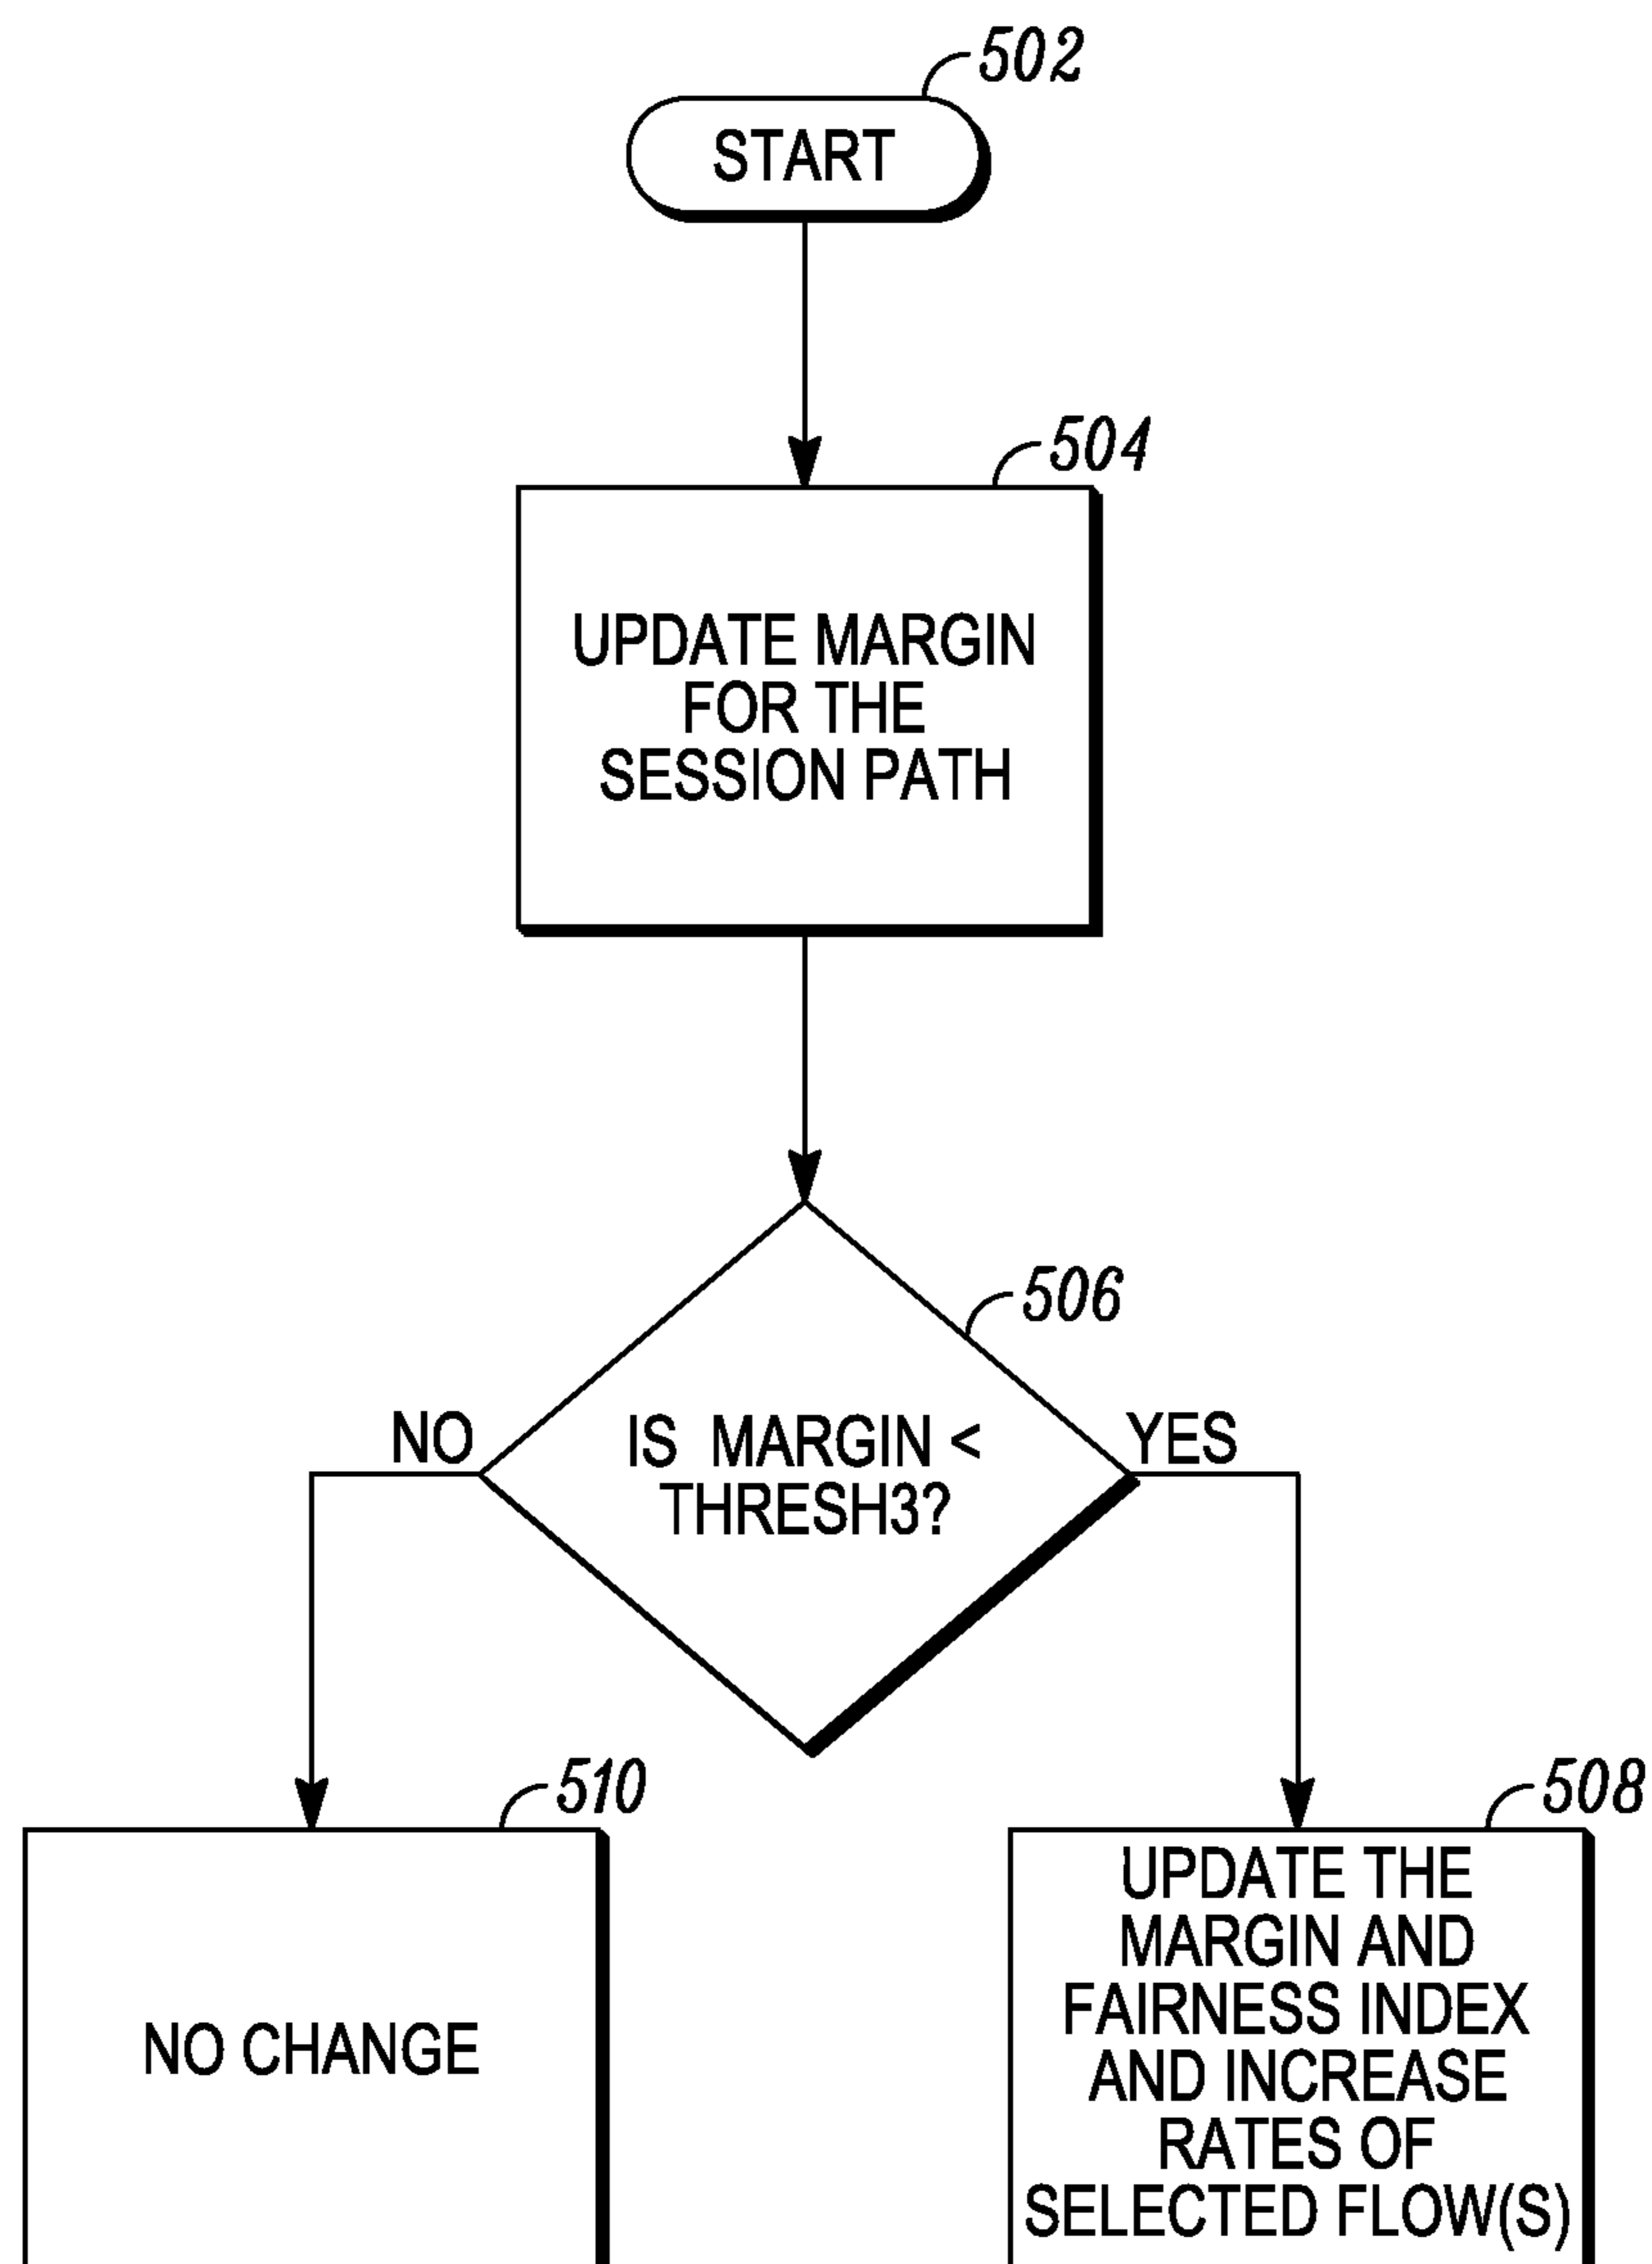 502
START
504
UPDATE MARGIN
FOR THE
SESSION PATH
506
NO
IS MARGIN <
THRESH3?
YES
510
NO CHANGE
508
UPDATE THE
MARGIN AND
FAIRNESS INDEX
AND INCREASE
RATES OF
SELECTED FLOW(S)